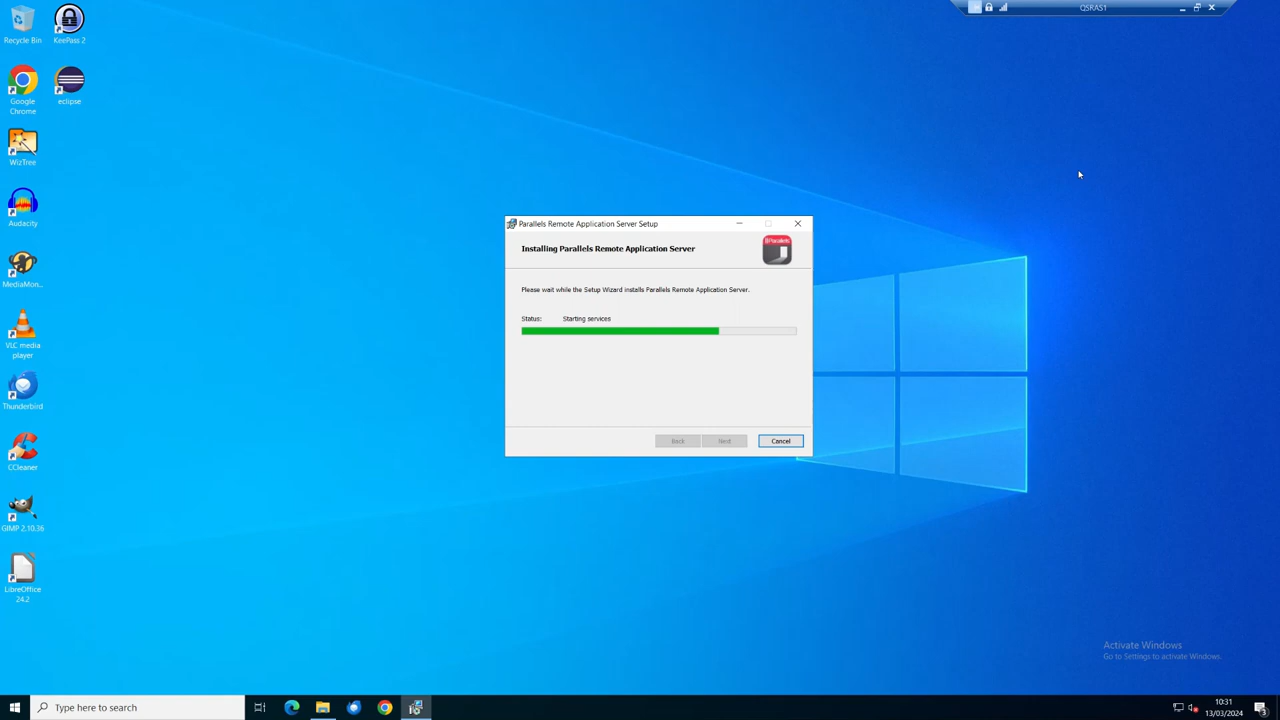 QSRAS1
Recycle Bin
KeePass 2
Google
Chrome
eclipse
WizTree
Audacity
MediaMon...
VLC media
player
Thunderbird
CCleaner
GIMP 2.10.36
LibreOffice
24.2
Parallels Remote Application Server Setup
Installing Parallels Remote Application Server
Parallels
Please wait while the Setup Wizard installs Parallels Remote Application Server.
Status: Starting services
Back Next Cancel
Activate Windows
Go to Settings to activate Windows.
Type here to search
10:31
13/03/2024
3